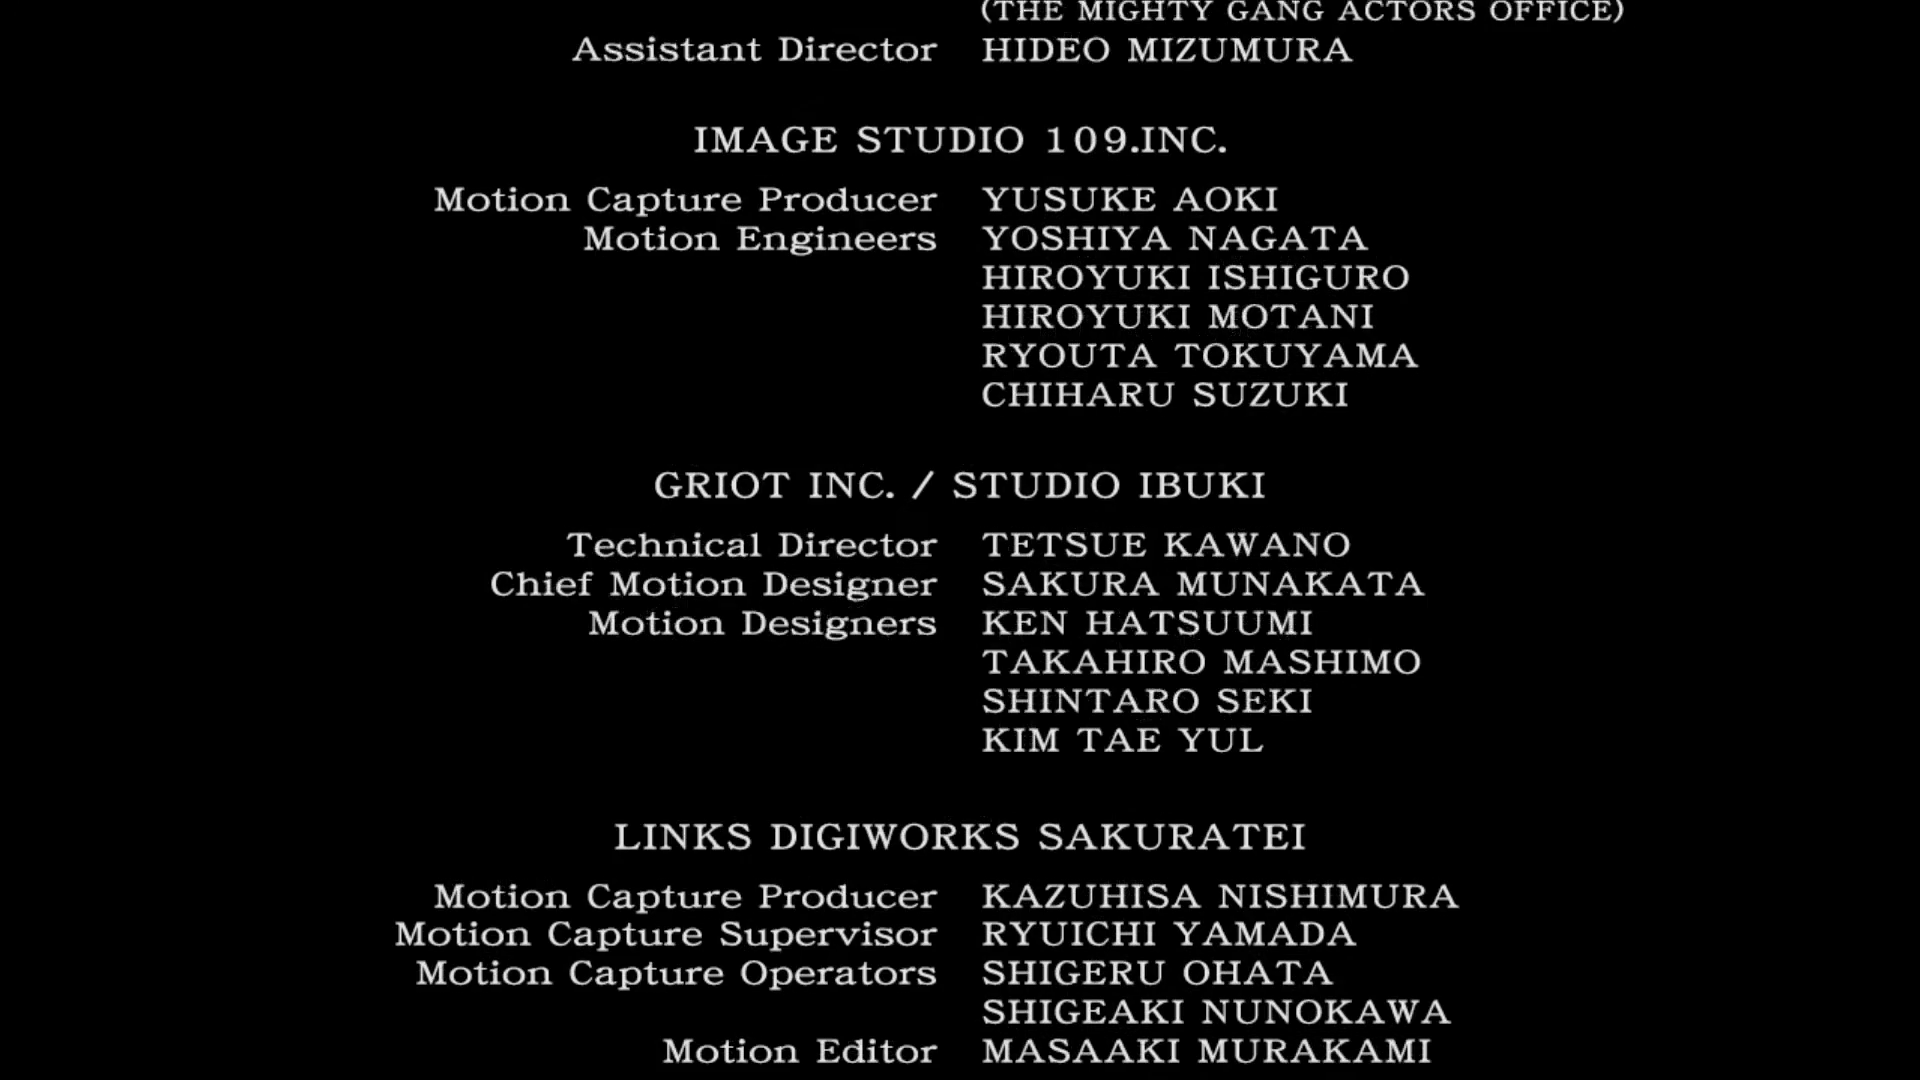 (THE MIGHTY GANG ACTORS OFFICE)
Assistant Director HIDEO MIZUMURA
IMAGE STUDIO 109.INC.
Motion Capture Producer YUSUKE AOKI
Motion Engineers YOSHIYA NAGATA
HIROYUKI ISHIGURO
HIROYUKI MOTANI
RYOUTA TOKUYAMA
CHIHARU SUZUKI
GRIOT INC. / STUDIO IBUKI
Technical Director TETSUE KAWANO
Chief Motion Designer SAKURA MUNAKATA
Motion Designers KEN HATSUUMI
TAKAHIRO MASHIMO
SHINTARO SEKI
KIM TAE YUL
LINKS DIGIWORKS SAKURATEI
Motion Capture Producer KAZUHISA NISHIMURA
Motion Capture Supervisor RYUICHI YAMADA
Motion Capture Operators SHIGERU OHATA
SHIGEAKI NUNOKAWA
Motion Editor MASAAKI MURAKAMI